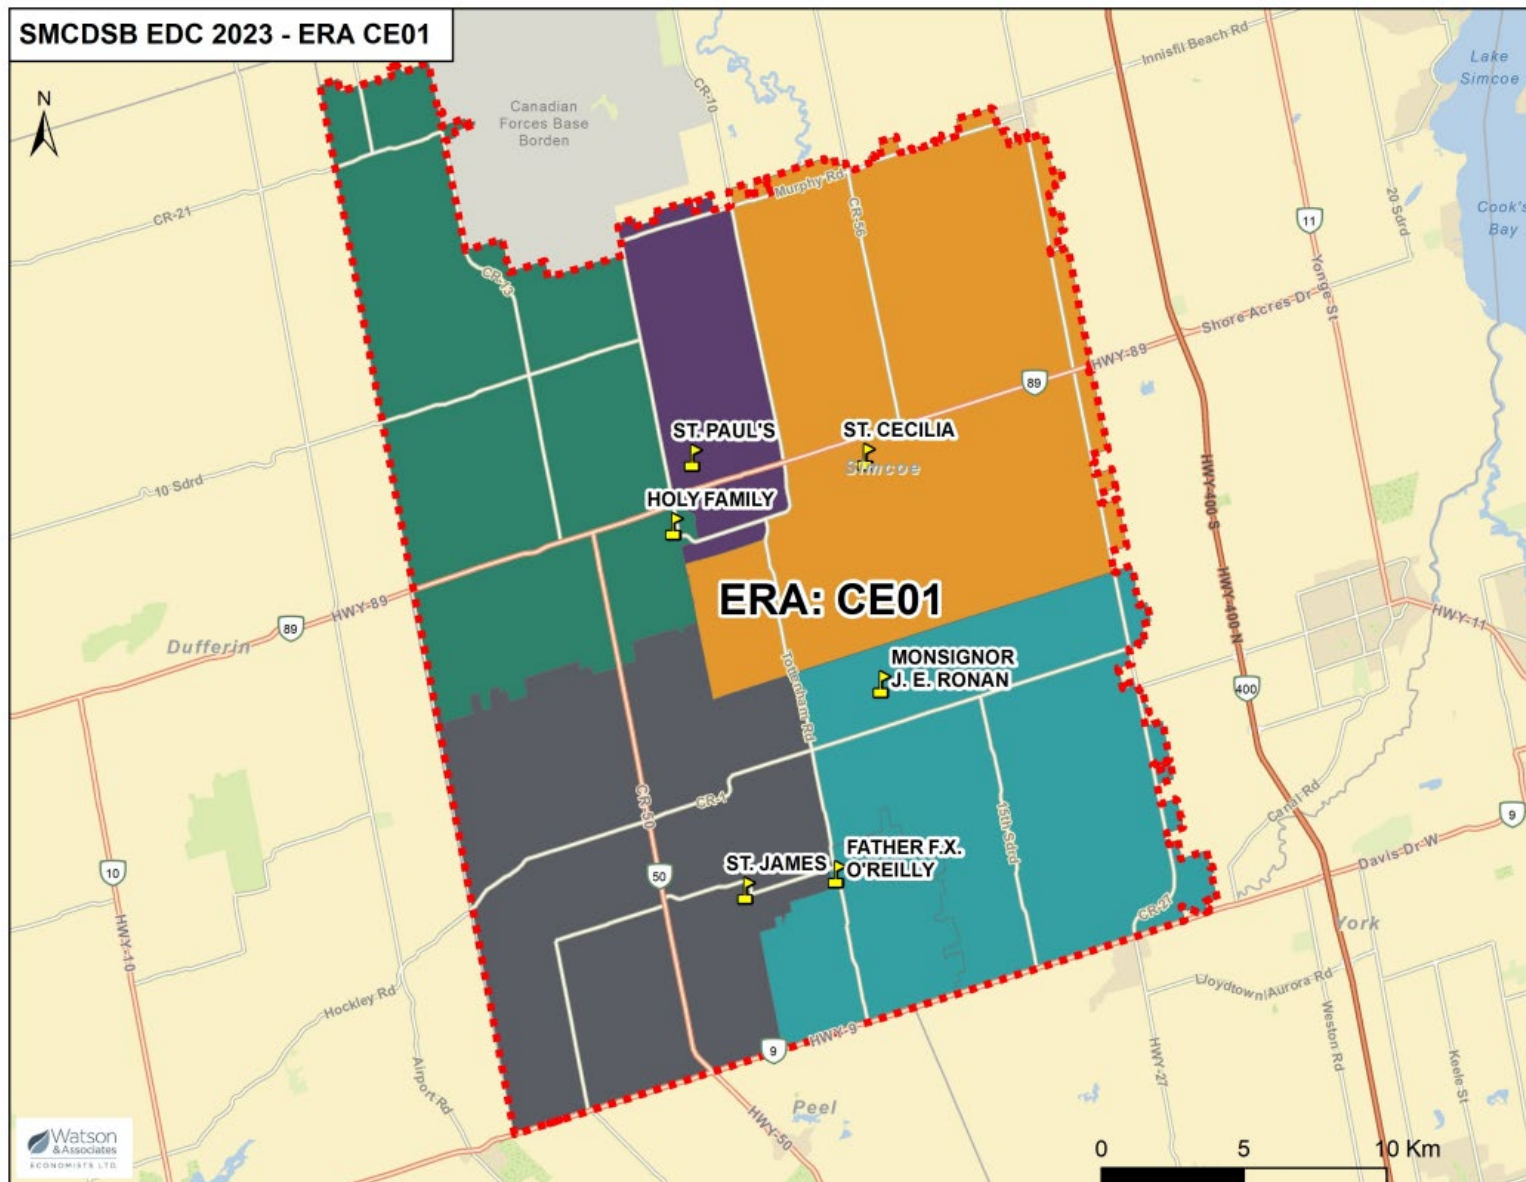 SMCDSB EDC 2023 - ERA CE01
N
Canadian
Forces Base
Borden
CR-10
Innisfil Beach Rd
Lake
Simcoe
Murphy Rd
CR-56
20 Sdrd
CR-21
11
Cook's
Bay
CR-13
Yonge St
Shore Acres Dr
HWY-89
89
ST. PAUL'S
ST. CECILIA
Simcoe
10 Sdrd
HOLY FAMILY
HWY-400 S
ERA: CE01
HWY-89
89
HWY-400 N
HWY-11
Dufferin
MONSIGNOR
J. E. RONAN
Tottenham Rd
400
CR-50
CR-1
15th Sdrd
Canal Rd
9
Davis Dr W
ST. JAMES
FATHER F.X.
O'REILLY
50
10
CR-27
York
HWY-10
Lloydtown/Aurora Rd
Hockley Rd
Weston Rd
HWY-9
9
HWY-27
Keele St
Airport Rd
Peel
HWY-50
Watson
& Associates
ECONOMISTS LTD.
0 5 10 Km